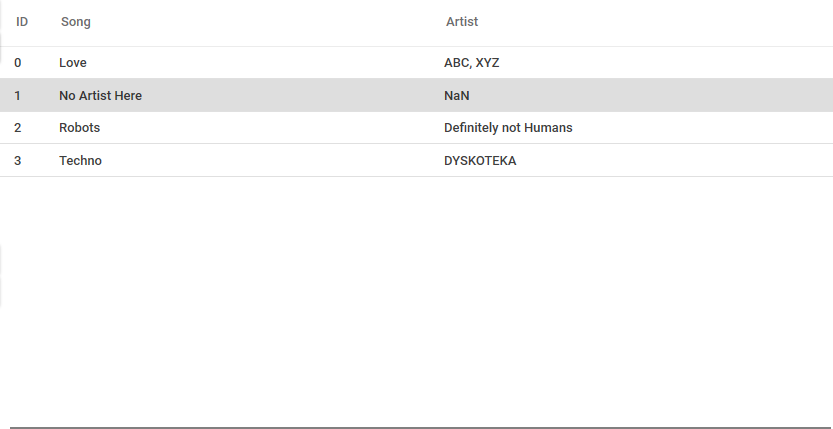 ID Song Artist
0 Love ABC, XYZ
1 No Artist Here NaN
2 Robots Definitely not Humans
3 Techno DYSKOTEKA